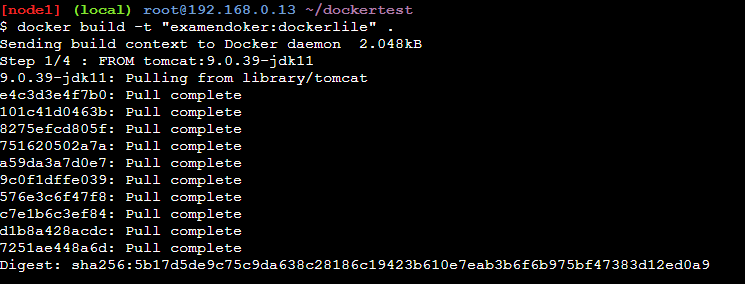 [node1] (local) root@192.168.0.13 ~/dockertest
$ docker build -t "examendoker:dockerlile" .
Sending build context to Docker daemon  2.048kB
Step 1/4 : FROM tomcat:9.0.39-jdk11
9.0.39-jdk11: Pulling from library/tomcat
e4c3d3e4f7b0: Pull complete
101c41d0463b: Pull complete
8275efcd805f: Pull complete
751620502a7a: Pull complete
a59da3a7d0e7: Pull complete
9c0f1dffe039: Pull complete
576e3c6f47f8: Pull complete
c7e1b6c3ef84: Pull complete
d1b8a428acdc: Pull complete
7251ae448a6d: Pull complete
Digest: sha256:5b17d5de9c75c9da638c28186c19423b610e7eab3b6f6b975bf47383d12ed0a9